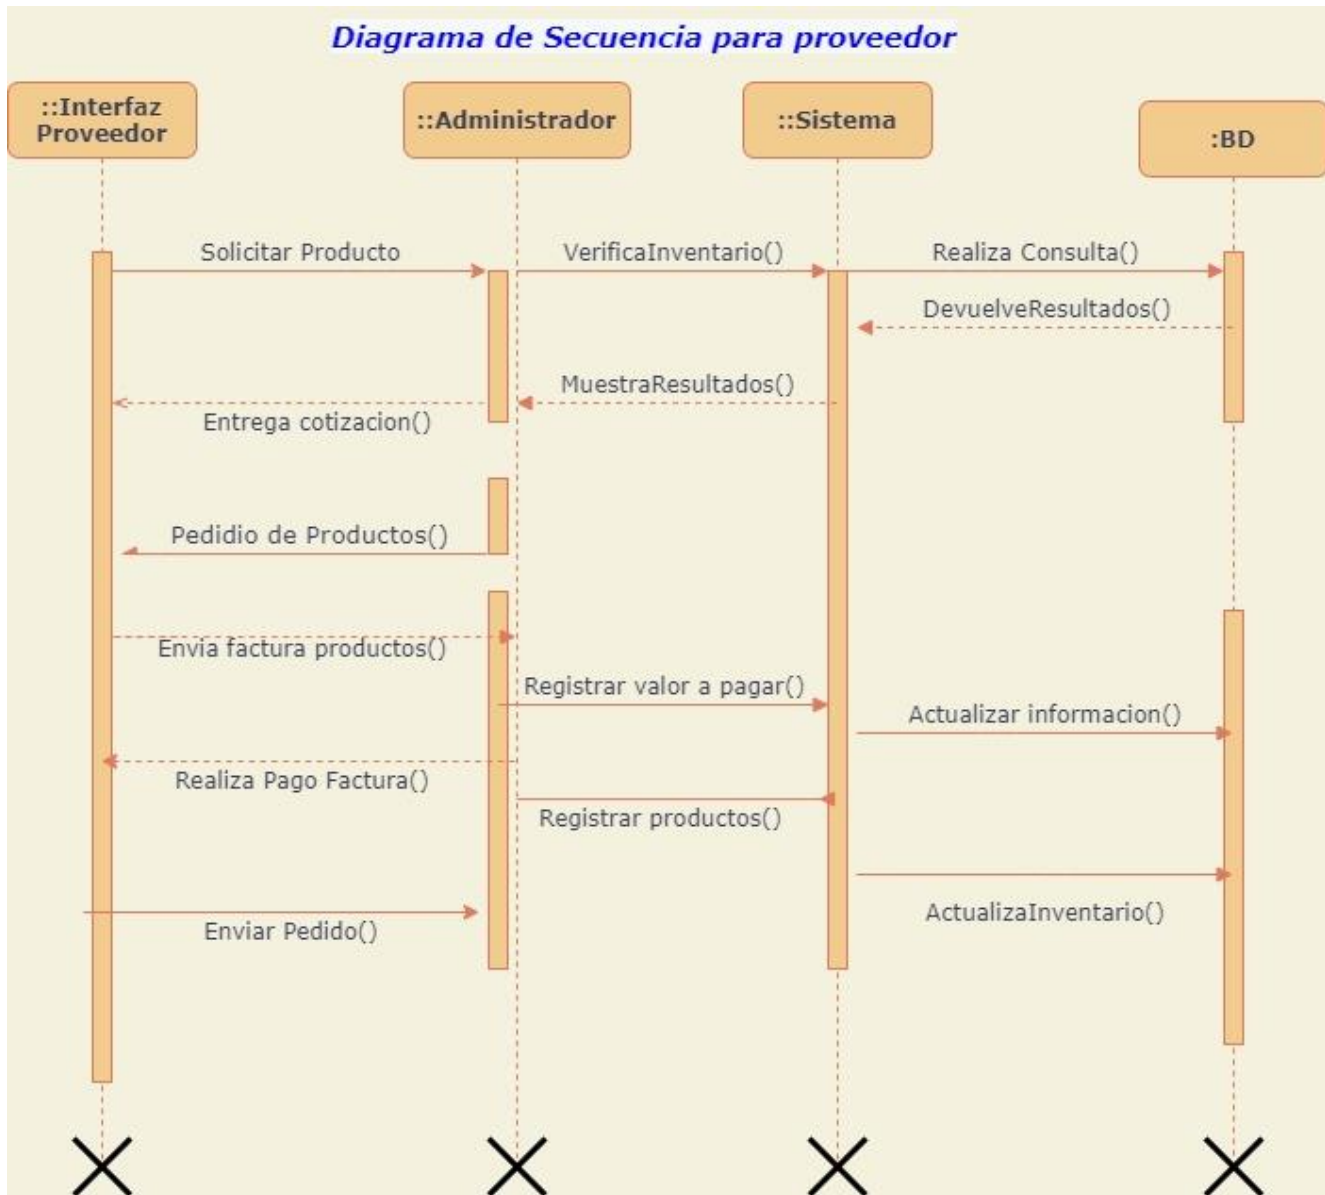 Diagrama de Secuencia para proveedor
::Interfaz
Proveedor
::Administrador
::Sistema
:BD
Solicitar Producto
VerificaInventario()
Realiza Consulta()
DevuelveResultados()
MuestraResultados()
Entrega cotizacion()
Pedidio de Productos()
Envia factura productos()
Registrar valor a pagar()
Actualizar informacion()
Realiza Pago Factura()
Registrar productos()
ActualizaInventario()
Enviar Pedido()